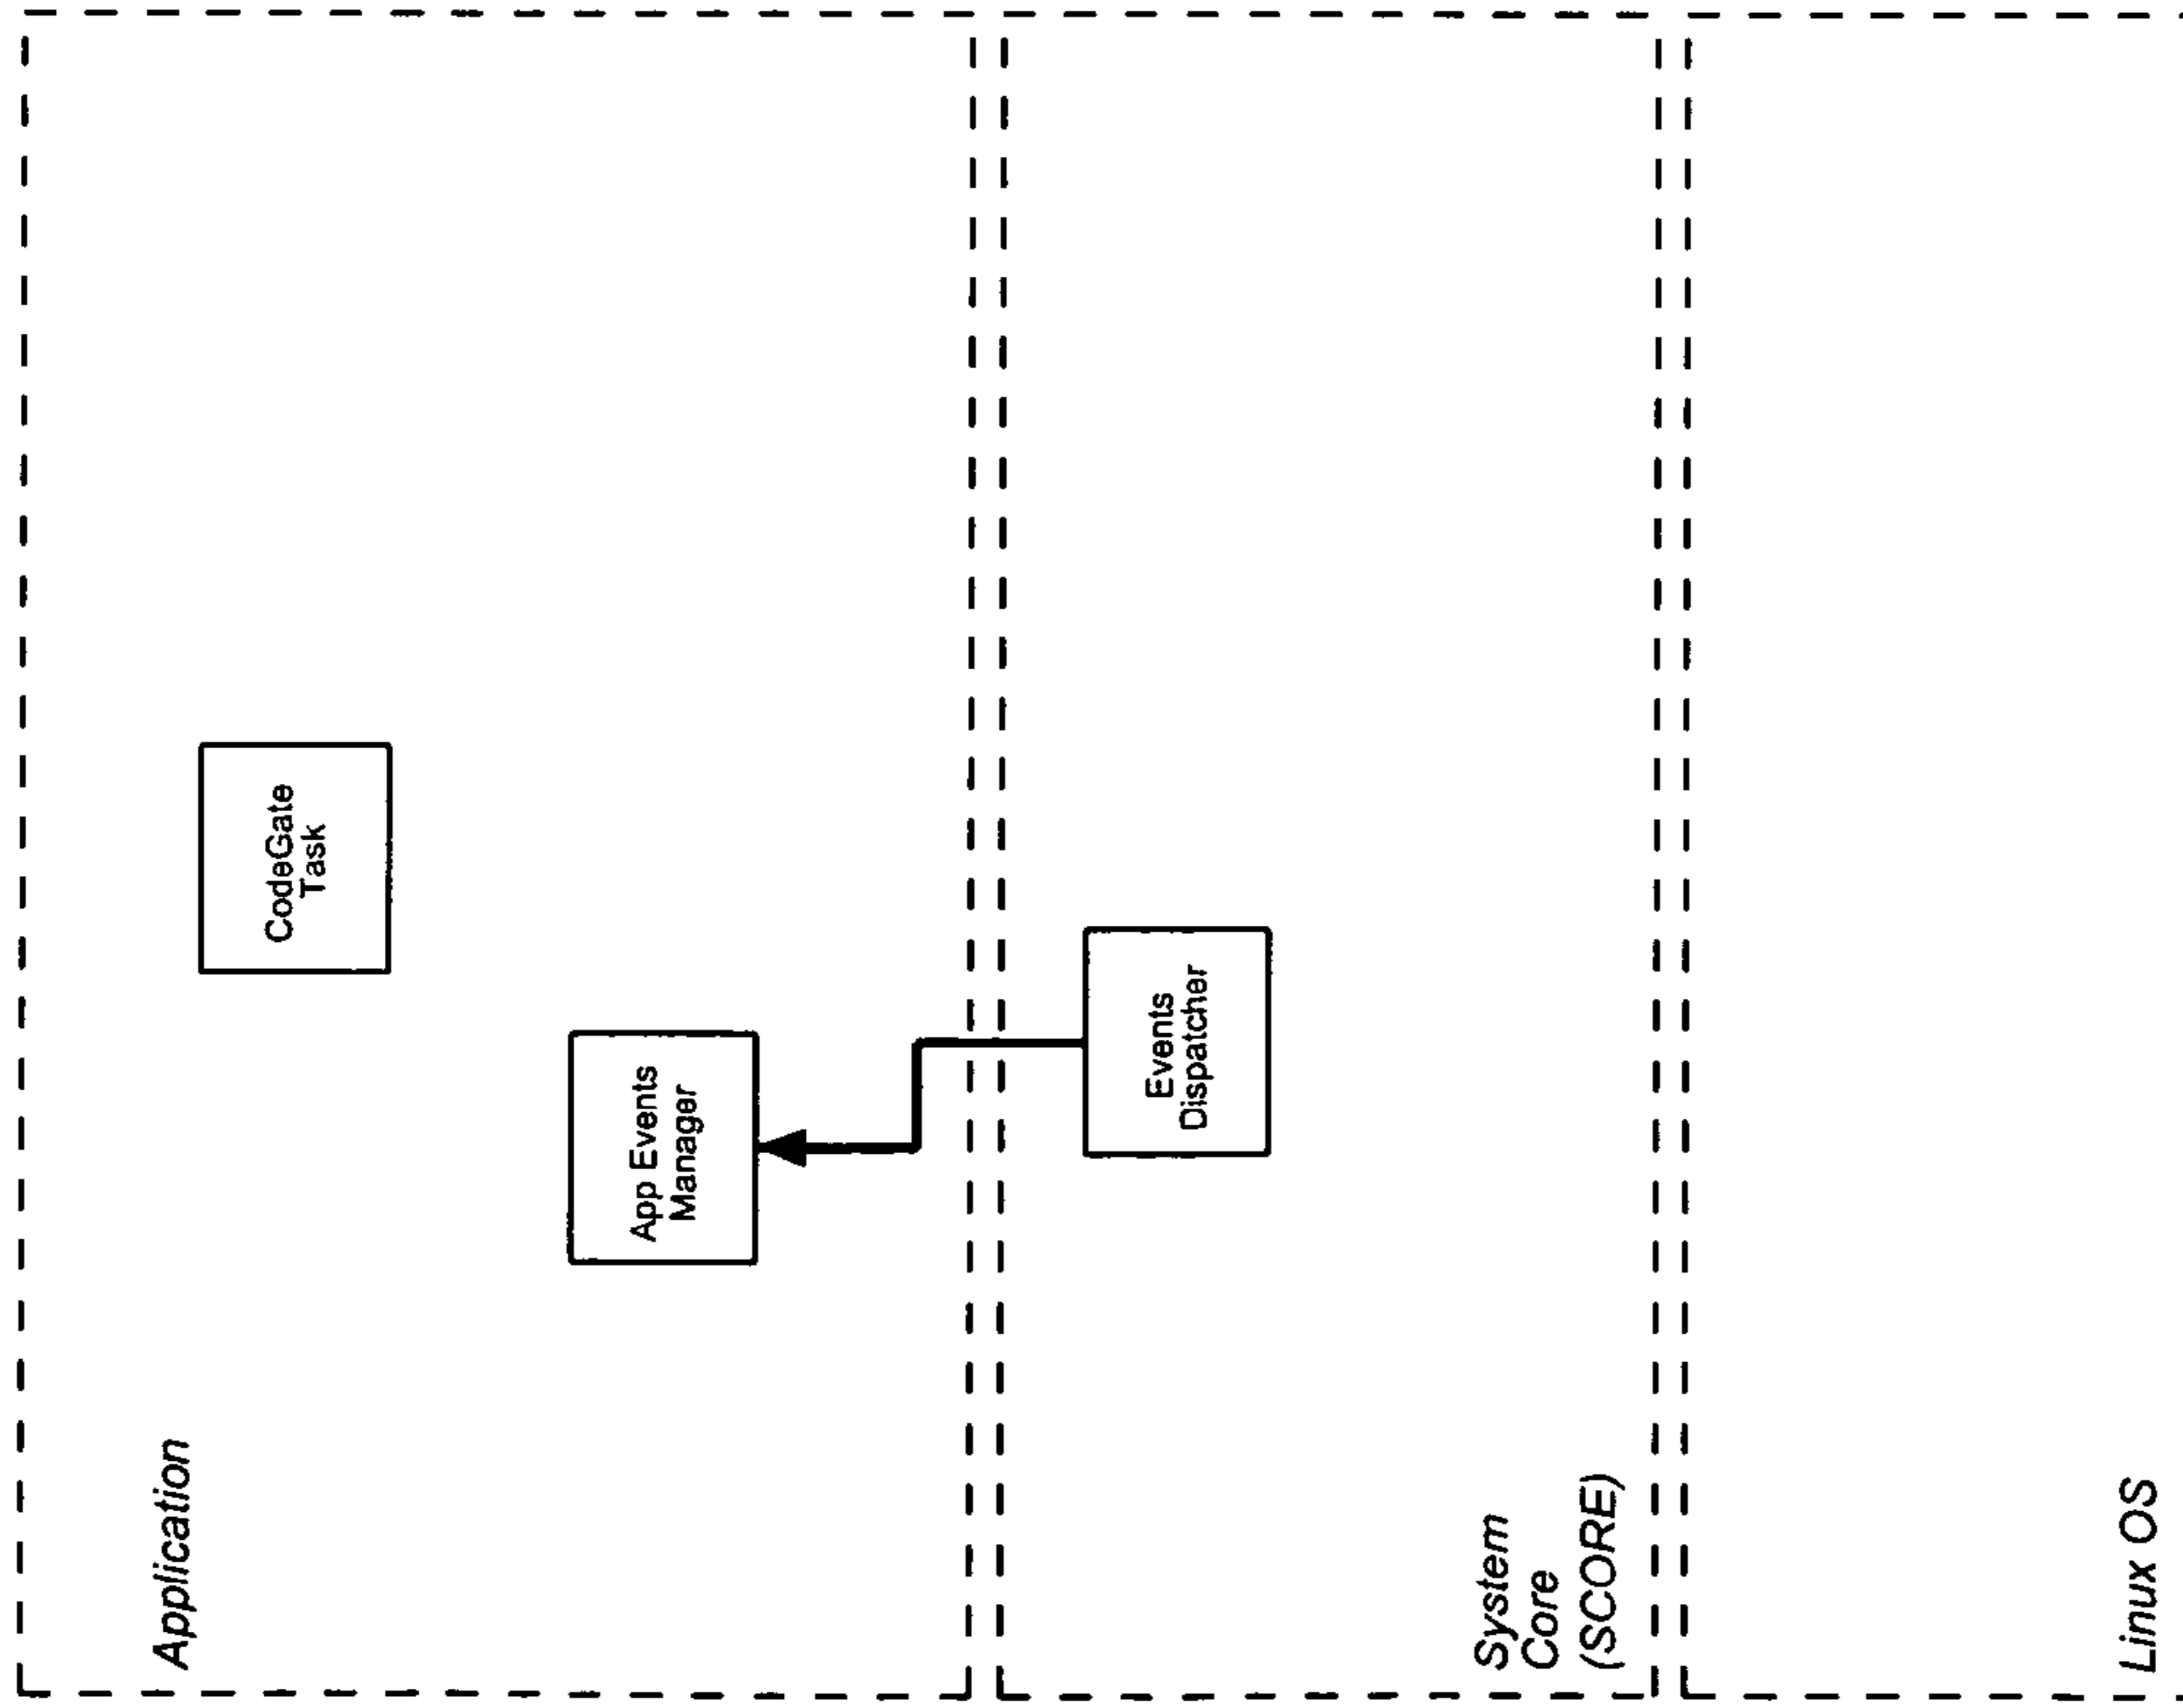 Application
CodeGate
Task
App Events
Manager
Events
Dispatcher
System
Core
(SCORE)
Linux OS